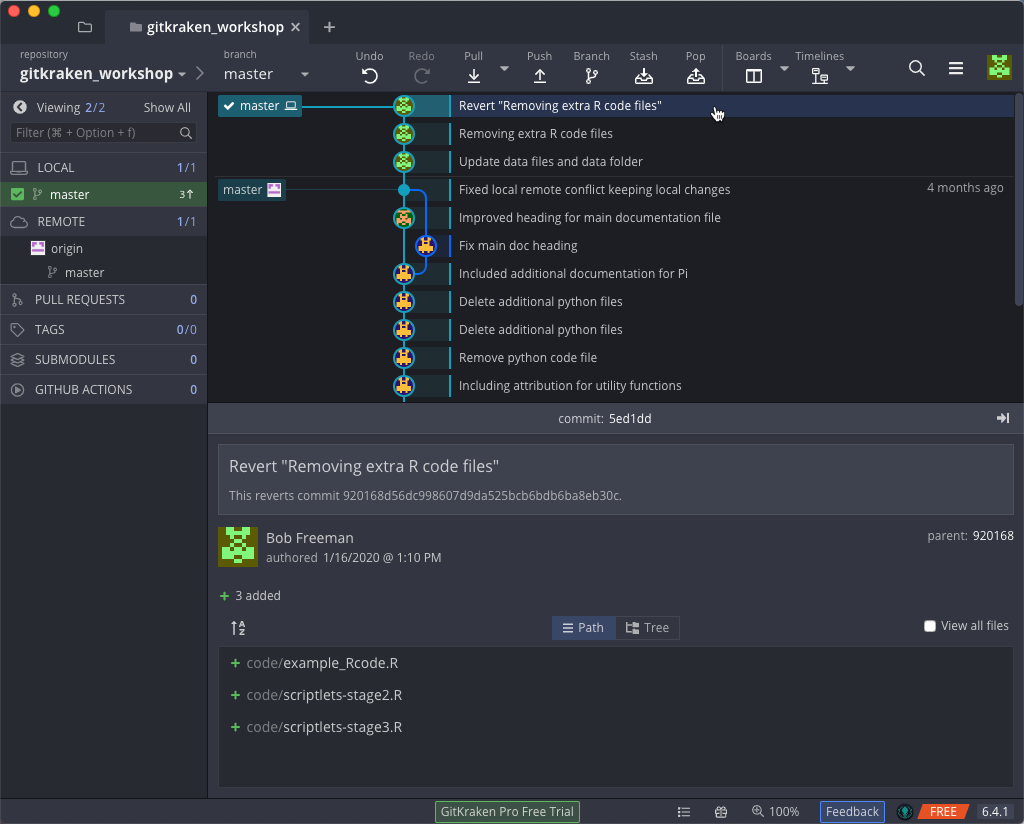 gitkraken_workshop × +
repository
gitkraken_workshop
branch
master
Undo Redo Pull Push Branch Stash Pop Boards Timelines
Viewing 2/2 Show All
Filter (⌘ + Option + f)
LOCAL 1/1
master 3↑
REMOTE 1/1
origin
master
PULL REQUESTS 0
TAGS 0/0
SUBMODULES 0
GITHUB ACTIONS 0
master Revert "Removing extra R code files"
Removing extra R code files
Update data files and data folder
master Fixed local remote conflict keeping local changes 4 months ago
Improved heading for main documentation file
Fix main doc heading
Included additional documentation for Pi
Delete additional python files
Delete additional python files
Remove python code file
Including attribution for utility functions
commit: 5ed1dd
Revert "Removing extra R code files"
This reverts commit 920168d56dc998607d9da525bcb6bdb6ba8eb30c.
Bob Freeman
authored 1/16/2020 @ 1:10 PM
parent: 920168
+ 3 added
A
Z
Path Tree View all files
+ code/example_Rcode.R
+ code/scriptlets-stage2.R
+ code/scriptlets-stage3.R
GitKraken Pro Free Trial 100% Feedback FREE 6.4.1